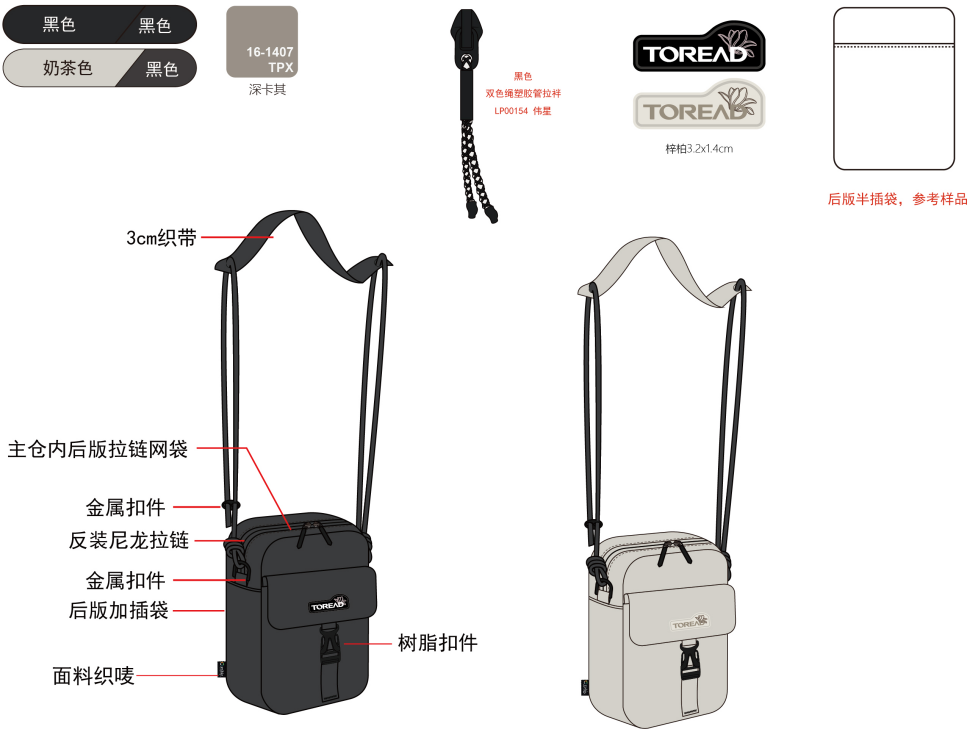 黑色
黑色
奶茶色
黑色
16-1407
TPX
深卡其
黑色
双色绳塑胶管拉袢
LP00154 伟星
TOREAD
TOREAD
梓柏3.2x1.4cm
后版半插袋，参考样品
3cm织带
主仓内后版拉链网袋
金属扣件
反装尼龙拉链
金属扣件
后版加插袋
面料织唛
树脂扣件
TOREAD
TOREAD